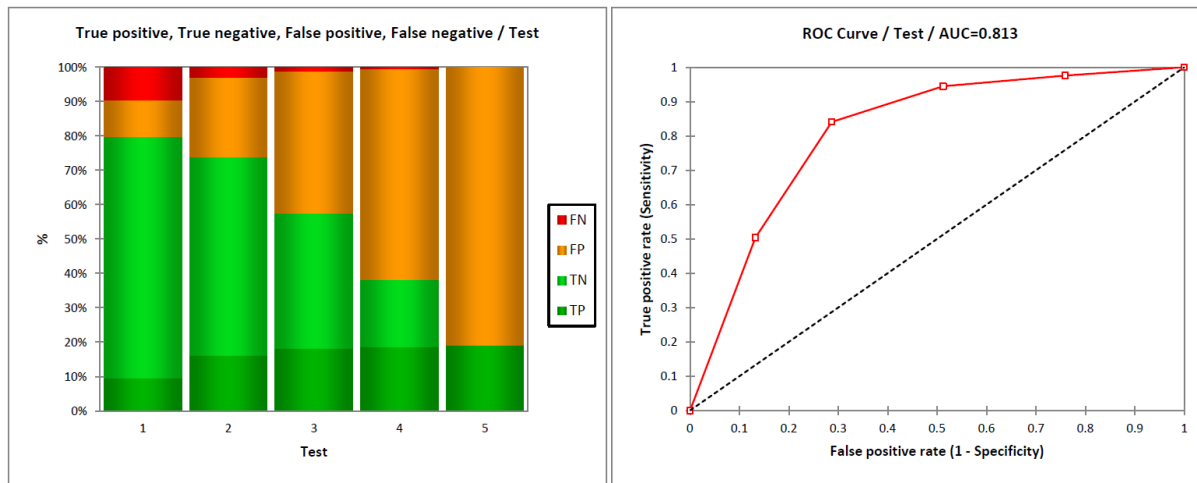 True positive, True negative, False positive, False negative / Test
100%
90%
80%
70%
60%
50%
40%
30%
20%
10%
0%
%
1 2 3 4 5
Test
FN
FP
TN
TP
ROC Curve / Test / AUC=0.813
1
0.9
0.8
0.7
0.6
0.5
0.4
0.3
0.2
0.1
0
True positive rate (Sensitivity)
0 0.1 0.2 0.3 0.4 0.5 0.6 0.7 0.8 0.9 1
False positive rate (1 - Specificity)